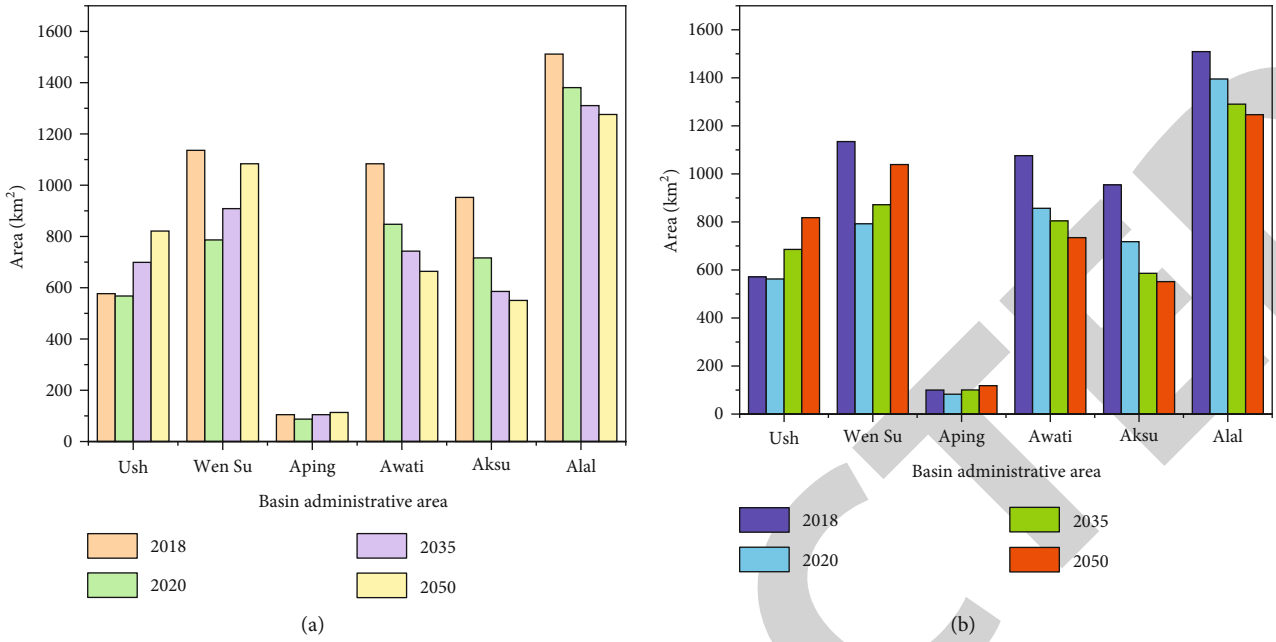 1600
1400
1200
1000
800
600
400
200
0
Area (km²)
Ush Wen Su Aping Awati Aksu Alal
Basin administrative area
2018 2035
2020 2050
(a)
1600
1400
1200
1000
800
600
400
200
0
Area (km²)
Ush Wen Su Aping Awati Aksu Alal
Basin administrative area
2018 2035
2020 2050
(b)